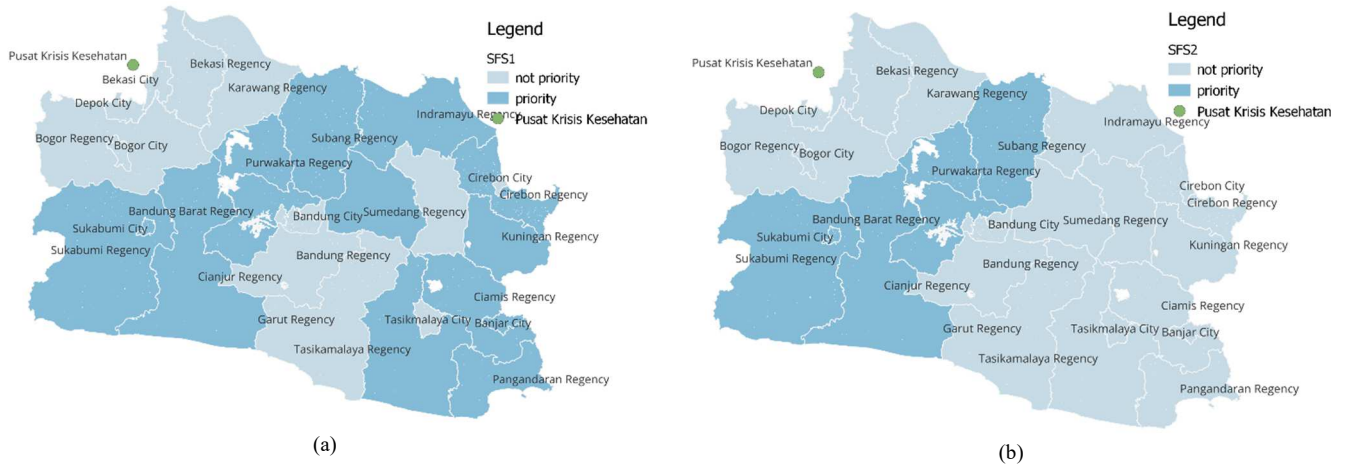 Legend
SFS1
not priority
priority
Pusat Krisis Kesehatan
Pusat Krisis Kesehatan
Bekasi Regency
Bekasi City
Karawang Regency
Depok City
Indramayu Regency
Bogor Regency
Bogor City
Subang Regency
Purwakarta Regency
Cirebon City
Cirebon Regency
Bandung Barat Regency
Bandung City
Sumedang Regency
Sukabumi City
Kuningan Regency
Sukabumi Regency
Bandung Regency
Cianjur Regency
Ciamis Regency
Garut Regency
Tasikmalaya City
Banjar City
Tasikamalaya Regency
Pangandaran Regency
(a)
Legend
SFS2
not priority
priority
Pusat Krisis Kesehatan
Pusat Krisis Kesehatan
Bekasi Regency
Karawang Regency
Depok City
Indramayu Regency
Bogor Regency
Bogor City
Subang Regency
Purwakarta Regency
Cirebon City
Cirebon Regency
Bandung Barat Regency
Bandung City
Sumedang Regency
Sukabumi City
Kuningan Regency
Sukabumi Regency
Bandung Regency
Cianjur Regency
Ciamis Regency
Garut Regency
Tasikmalaya City
Banjar City
Tasikamalaya Regency
Pangandaran Regency
(b)